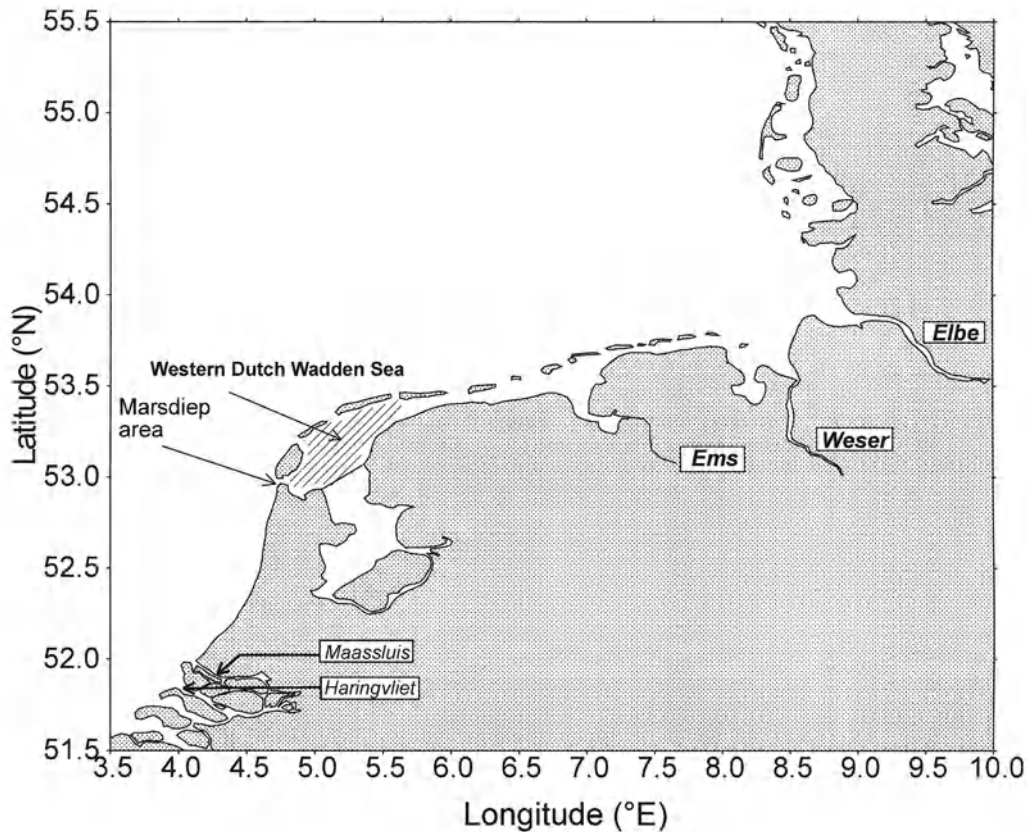 55.5
55.0
54.5
54.0
53.5
53.0
52.5
52.0
51.5
Latitude (°N)
Western Dutch Wadden Sea
Marsdiep
area
Elbe
Weser
Ems
Maassluis
Haringvliet
3.5 4.0 4.5 5.0 5.5 6.0 6.5 7.0 7.5 8.0 8.5 9.0 9.5 10.0
Longitude (°E)